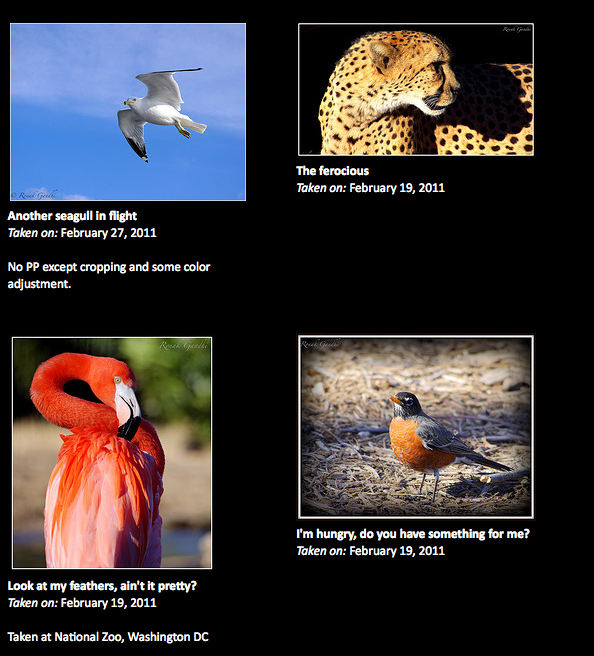 © Ronak Gandhi
Another seagull in flight
Taken on: February 27, 2011
No PP except cropping and some color
adjustment.
Ronak Gandhi
The ferocious
Taken on: February 19, 2011
Ronak Gandhi
Look at my feathers, ain't it pretty?
Taken on: February 19, 2011
Taken at National Zoo, Washington DC
Ronak Gandhi
I'm hungry, do you have something for me?
Taken on: February 19, 2011